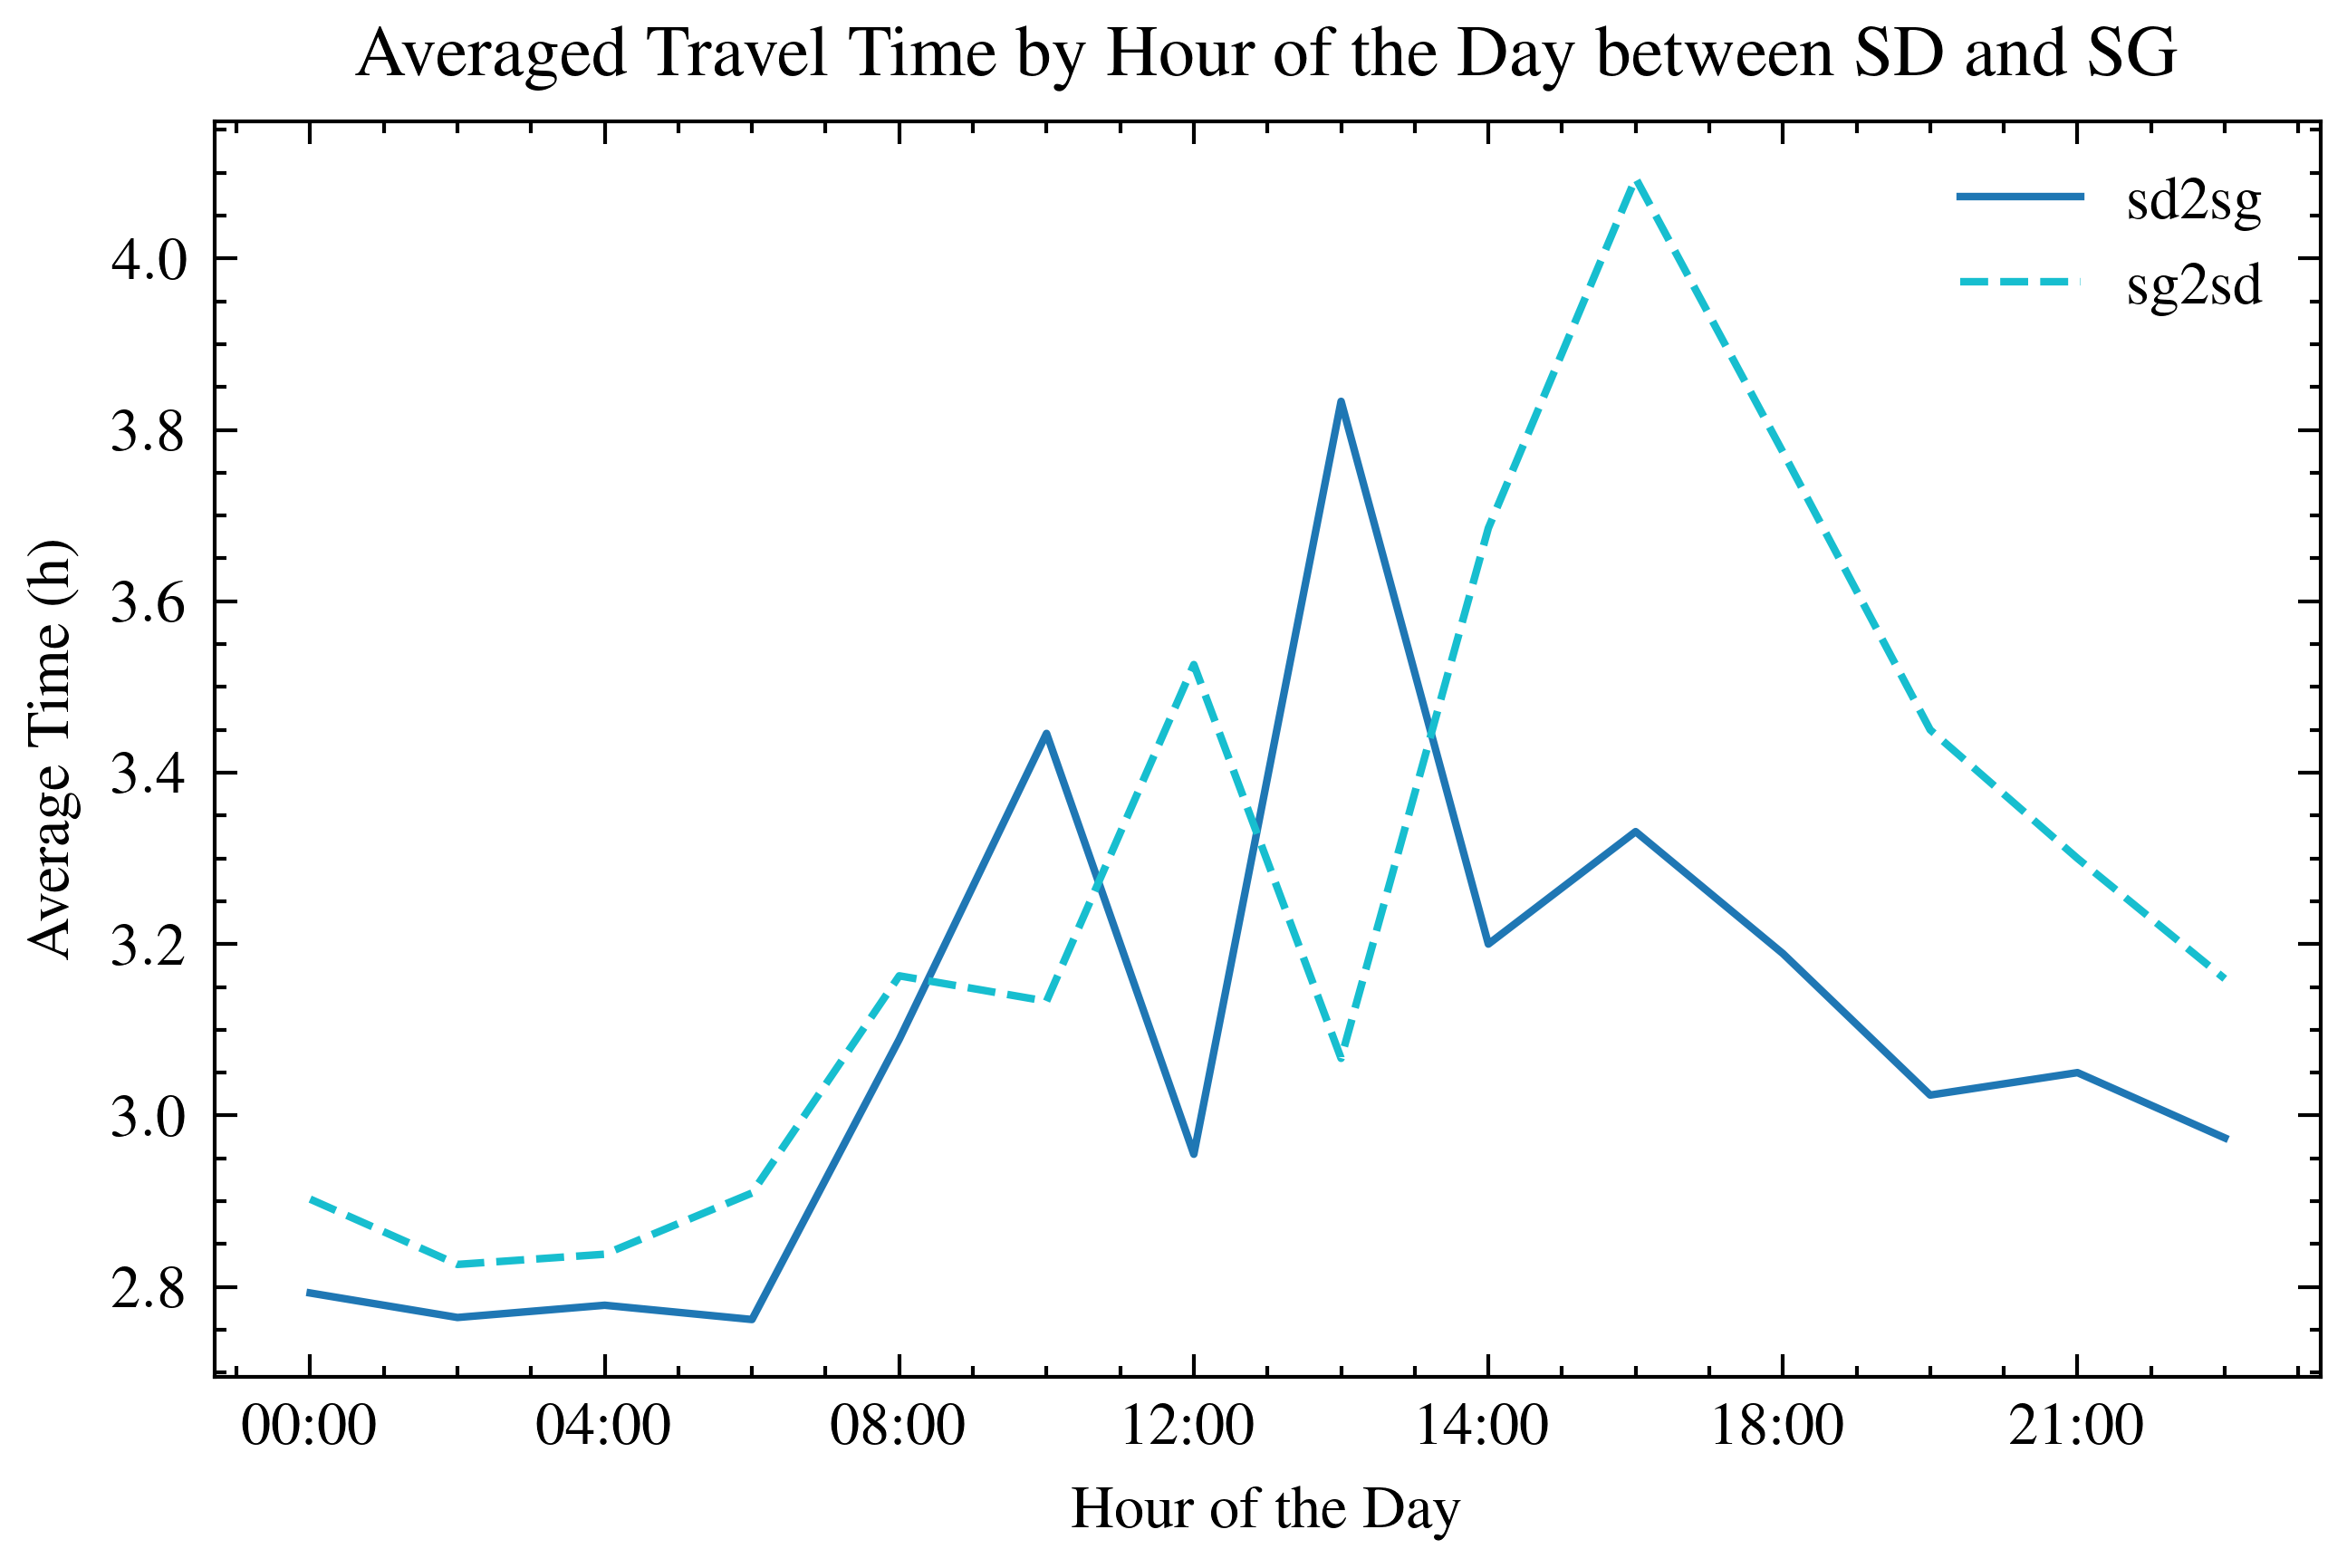 Averaged Travel Time by Hour of the Day between SD and SG
sd2sg
sg2sd
Average Time (h)
4.0
3.8
3.6
3.4
3.2
3.0
2.8
00:00 04:00 08:00 12:00 14:00 18:00 21:00
Hour of the Day